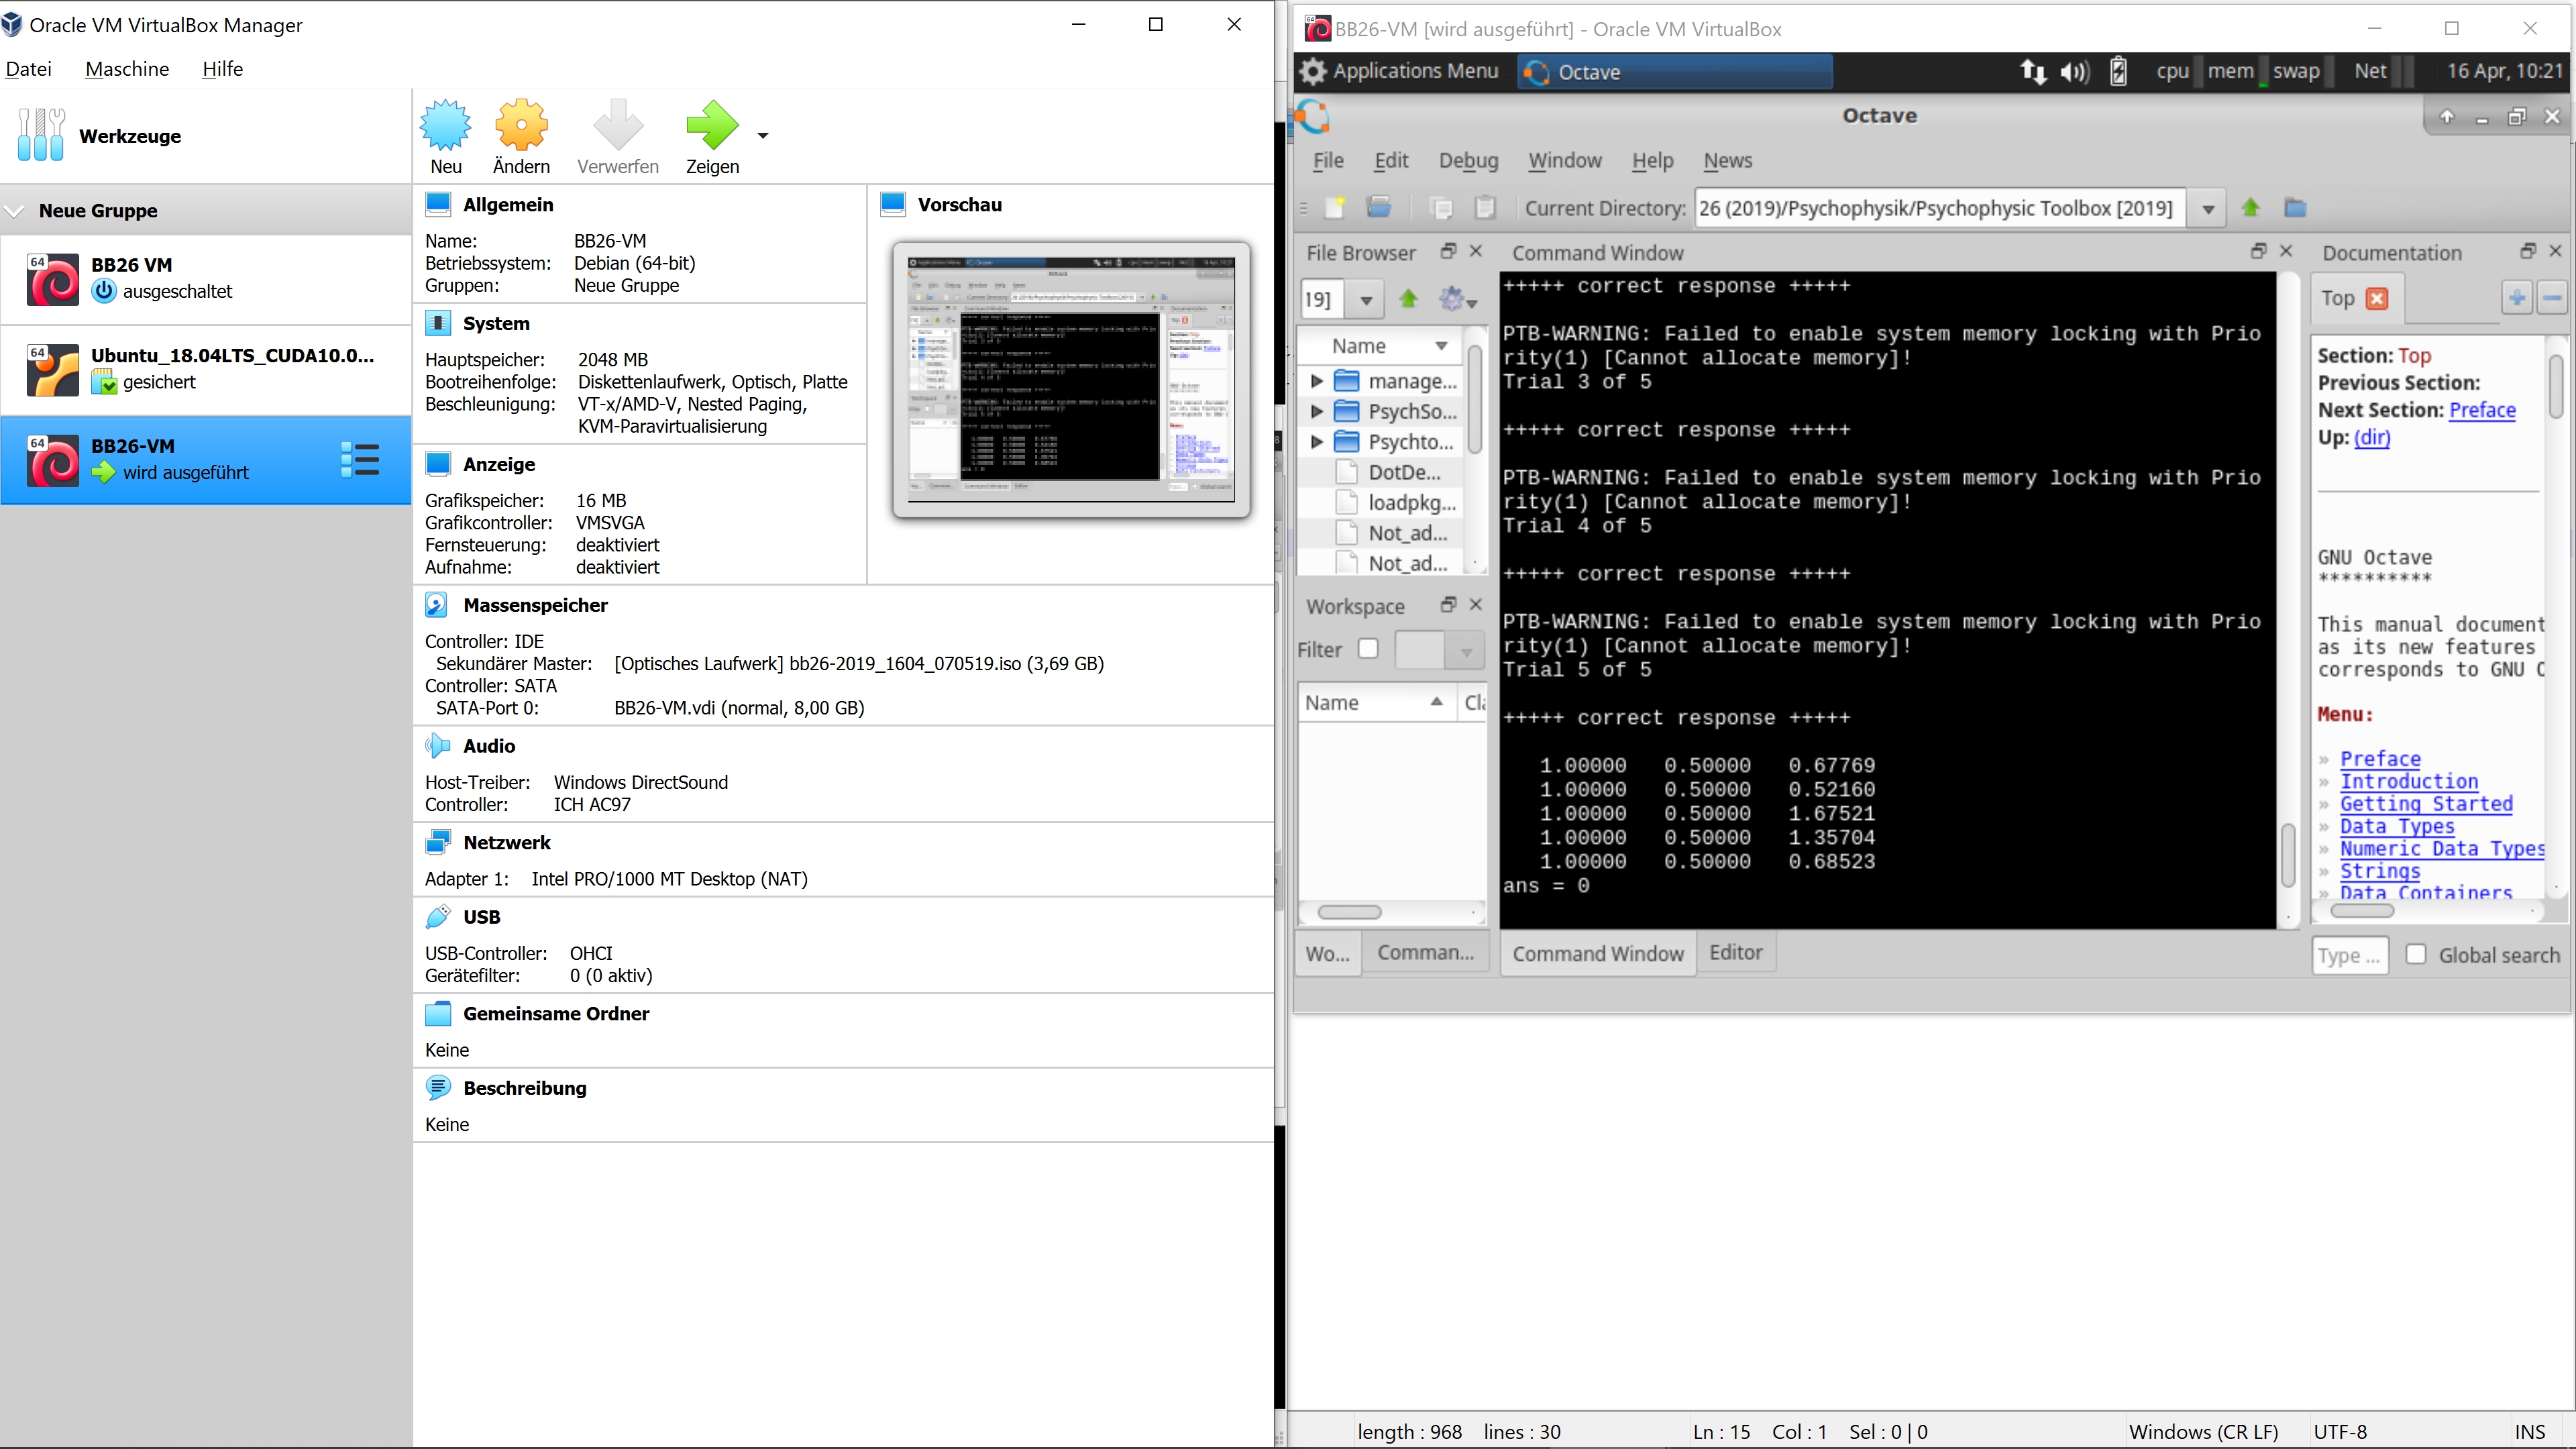 Oracle VM VirtualBox Manager
Datei Maschine Hilfe
Werkzeuge
Neu Ändern Verwerfen Zeigen
Neue Gruppe
64 BB26 VM
ausgeschaltet
64 Ubuntu_18.04LTS_CUDA10.0...
gesichert
64 BB26-VM
wird ausgeführt
Allgemein
Name: BB26-VM
Betriebssystem: Debian (64-bit)
Gruppen: Neue Gruppe
System
Hauptspeicher: 2048 MB
Bootreihenfolge: Diskettenlaufwerk, Optisch, Platte
Beschleunigung: VT-x/AMD-V, Nested Paging,
KVM-Paravirtualisierung
Anzeige
Grafikspeicher: 16 MB
Grafikcontroller: VMSVGA
Fernsteuerung: deaktiviert
Aufnahme: deaktiviert
Vorschau
Massenspeicher
Controller: IDE
Sekundärer Master: [Optisches Laufwerk] bb26-2019_1604_070519.iso (3,69 GB)
Controller: SATA
SATA-Port 0: BB26-VM.vdi (normal, 8,00 GB)
Audio
Host-Treiber: Windows DirectSound
Controller: ICH AC97
Netzwerk
Adapter 1: Intel PRO/1000 MT Desktop (NAT)
USB
USB-Controller: OHCI
Gerätefilter: 0 (0 aktiv)
Gemeinsame Ordner
Keine
Beschreibung
Keine
64 BB26-VM [wird ausgeführt] - Oracle VM VirtualBox
Applications Menu Octave cpu mem swap Net 16 Apr, 10:21
Octave
File Edit Debug Window Help News
Current Directory: 26 (2019)/Psychophysik/Psychophysic Toolbox [2019]
File Browser
19]
Name
manage...
PsychSo...
Psychto...
DotDe...
loadpkg...
Not_ad...
Not_ad...
Workspace
Filter
Name Cla
Wo... Comman...
Command Window
+++++ correct response +++++
PTB-WARNING: Failed to enable system memory locking with Prio
rity(1) [Cannot allocate memory]!
Trial 3 of 5
+++++ correct response +++++
PTB-WARNING: Failed to enable system memory locking with Prio
rity(1) [Cannot allocate memory]!
Trial 4 of 5
+++++ correct response +++++
PTB-WARNING: Failed to enable system memory locking with Prio
rity(1) [Cannot allocate memory]!
Trial 5 of 5
+++++ correct response +++++
1.00000 0.50000 0.67769
1.00000 0.50000 0.52160
1.00000 0.50000 1.67521
1.00000 0.50000 1.35704
1.00000 0.50000 0.68523
ans = 0
Command Window Editor
Documentation
Top
Section: Top
Previous Section:
Next Section: Preface
Up: (dir)
GNU Octave
**********
This manual document
as its new features
corresponds to GNU O
Menu:
» Preface
» Introduction
» Getting Started
» Data Types
» Numeric Data Types
» Strings
» Data Containers
Type ... Global search
length : 968 lines : 30 Ln : 15 Col : 1 Sel : 0 | 0 Windows (CR LF) UTF-8 INS